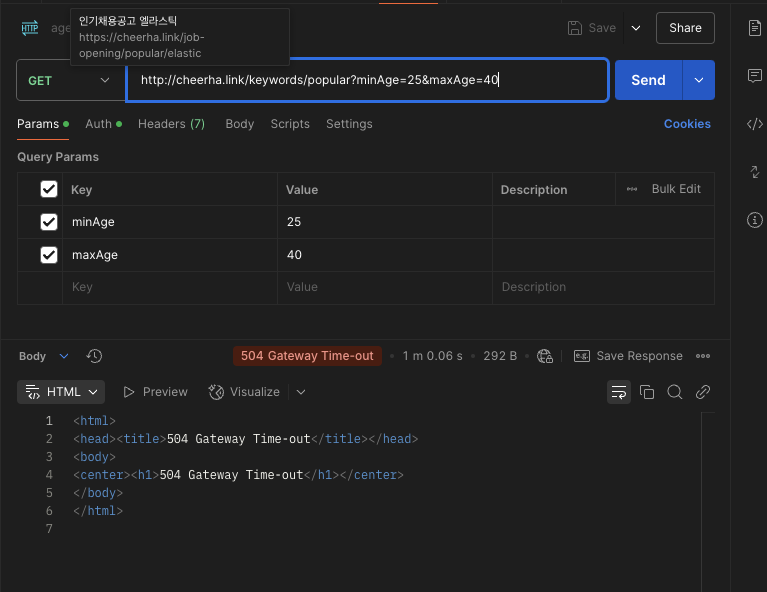 HTTP
age
인기채용공고 엘라스틱
https://cheerha.link/job-
opening/popular/elastic
Save
Share
GET
http://cheerha.link/keywords/popular?minAge=25&maxAge=40
Send
Params
Auth
Headers (7)
Body
Scripts
Settings
Cookies
Query Params
Key
Value
Description
Bulk Edit
minAge
25
maxAge
40
Key
Value
Description
Body
504 Gateway Time-out
1 m 0.06 s
292 B
e.g.
Save Response
HTML
Preview
Visualize
1 <html>
2 <head><title>504 Gateway Time-out</title></head>
3 <body>
4 <center><h1>504 Gateway Time-out</h1></center>
5 </body>
6 </html>
7